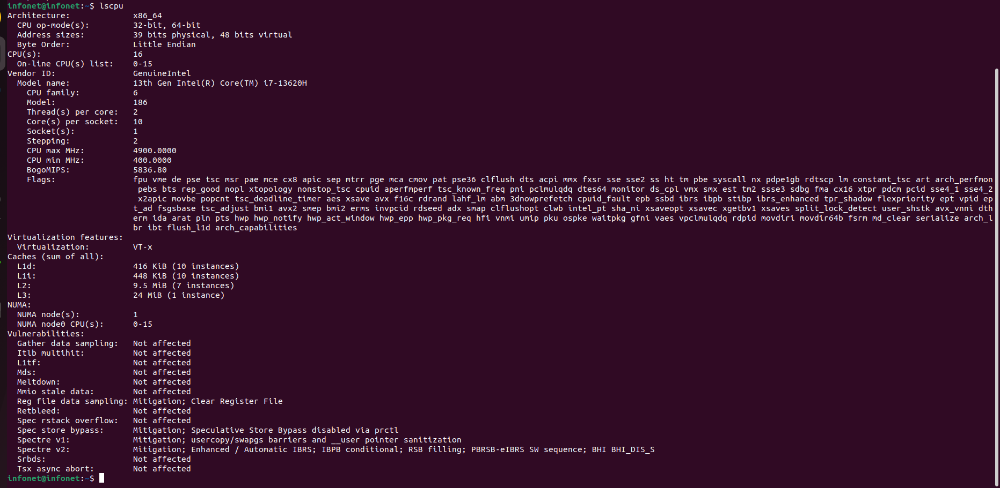 infonet@infonet:~$ lscpu
Architecture:             x86_64
  CPU op-mode(s):         32-bit, 64-bit
  Address sizes:          39 bits physical, 48 bits virtual
  Byte Order:             Little Endian
CPU(s):                   16
  On-line CPU(s) list:    0-15
Vendor ID:                GenuineIntel
  Model name:             13th Gen Intel(R) Core(TM) i7-13620H
    CPU family:           6
    Model:                186
    Thread(s) per core:   2
    Core(s) per socket:   10
    Socket(s):            1
    Stepping:             2
    CPU max MHz:          4900.0000
    CPU min MHz:          400.0000
    BogoMIPS:             5836.80
    Flags:                fpu vme de pse tsc msr pae mce cx8 apic sep mtrr pge mca cmov pat pse36 clflush dts acpi mmx fxsr sse sse2 ss ht tm pbe syscall nx pdpe1gb rdtscp lm constant_tsc art arch_perfmon
                           pebs bts rep_good nopl xtopology nonstop_tsc cpuid aperfmperf tsc_known_freq pni pclmulqdq dtes64 monitor ds_cpl vmx smx est tm2 ssse3 sdbg fma cx16 xtpr pdcm pcid sse4_1 sse4_2
                           x2apic movbe popcnt tsc_deadline_timer aes xsave avx f16c rdrand lahf_lm abm 3dnowprefetch cpuid_fault epb ssbd ibrs ibpb stibp ibrs_enhanced tpr_shadow flexpriority ept vpid ep
                          t_ad fsgsbase tsc_adjust bmi1 avx2 smep bmi2 erms invpcid rdseed adx smap clflushopt clwb intel_pt sha_ni xsaveopt xsavec xgetbv1 xsaves split_lock_detect user_shstk avx_vnni dth
                          erm ida arat pln pts hwp hwp_notify hwp_act_window hwp_epp hwp_pkg_req hfi vnmi umip pku ospke waitpkg gfni vaes vpclmulqdq rdpid movdiri movdir64b fsrm md_clear serialize arch_l
                          br ibt flush_l1d arch_capabilities
Virtualization features:
  Virtualization:         VT-x
Caches (sum of all):
  L1d:                    416 KiB (10 instances)
  L1i:                    448 KiB (10 instances)
  L2:                     9.5 MiB (7 instances)
  L3:                     24 MiB (1 instance)
NUMA:
  NUMA node(s):           1
  NUMA node0 CPU(s):      0-15
Vulnerabilities:
  Gather data sampling:   Not affected
  Itlb multihit:          Not affected
  L1tf:                   Not affected
  Mds:                    Not affected
  Meltdown:               Not affected
  Mmio stale data:        Not affected
  Reg file data sampling: Mitigation; Clear Register File
  Retbleed:               Not affected
  Spec rstack overflow:   Not affected
  Spec store bypass:      Mitigation; Speculative Store Bypass disabled via prctl
  Spectre v1:             Mitigation; usercopy/swapgs barriers and __user pointer sanitization
  Spectre v2:             Mitigation; Enhanced / Automatic IBRS; IBPB conditional; RSB filling; PBRSB-eIBRS SW sequence; BHI BHI_DIS_S
  Srbds:                  Not affected
  Tsx async abort:        Not affected
infonet@infonet:~$